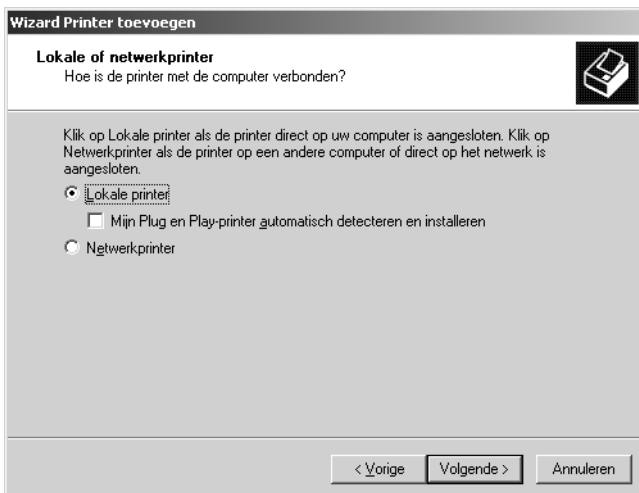 Wizard Printer toevoegen
Lokale of netwerkprinter
Hoe is de printer met de computer verbonden?
Klik op Lokale printer als de printer direct op uw computer is aangesloten. Klik op
Netwerkprinter als de printer op een andere computer of direct op het netwerk is
aangesloten.
Lokale printer
Mijn Plug en Play-printer automatisch detecteren en installeren
Netwerkprinter
< Vorige Volgende > Annuleren